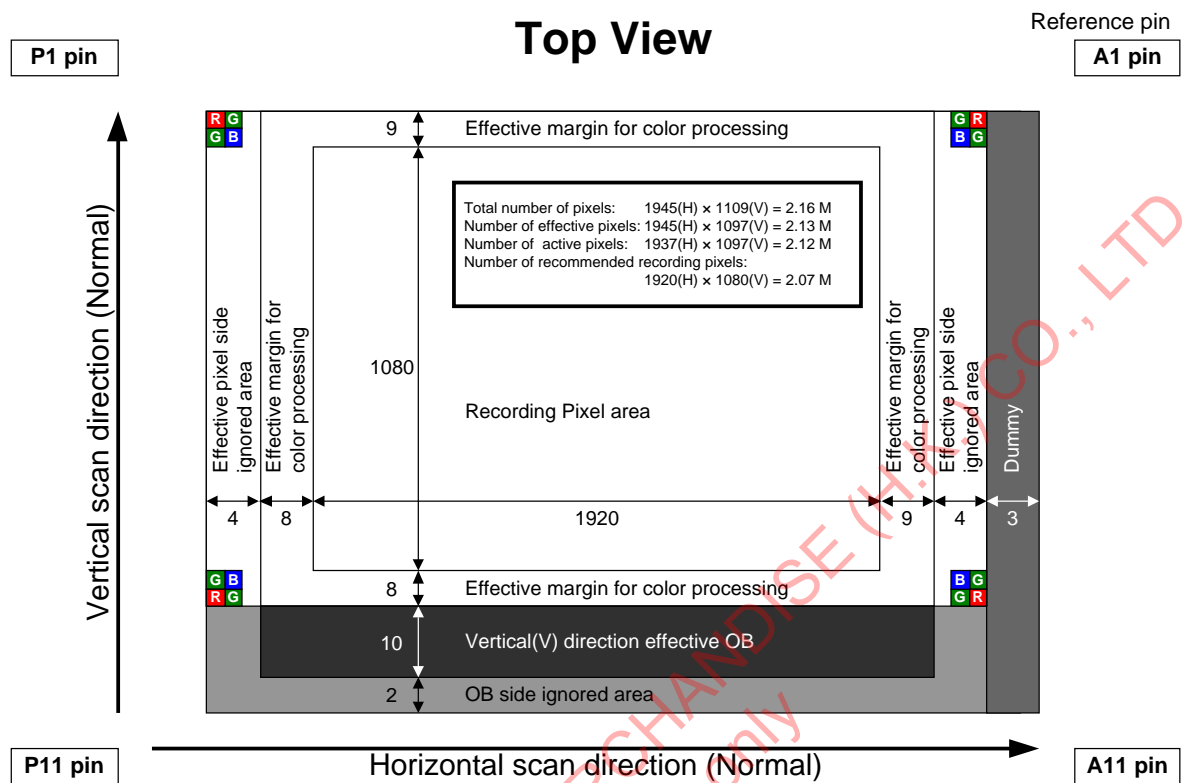 Top View
Reference pin
P1 pin
A1 pin
R G
G B
G R
B G
9
Effective margin for color processing
Total number of pixels: 1945(H) × 1109(V) = 2.16 M
Number of effective pixels: 1945(H) × 1097(V) = 2.13 M
Number of active pixels: 1937(H) × 1097(V) = 2.12 M
Number of recommended recording pixels:
1920(H) × 1080(V) = 2.07 M
Vertical scan direction (Normal)
Effective pixel side
ignored area
Effective margin for
color processing
1080
Recording Pixel area
Effective margin for
color processing
Effective pixel side
ignored area
Dummy
4
8
1920
9
4
3
G B
R G
B G
G R
8
Effective margin for color processing
10
Vertical(V) direction effective OB
2
OB side ignored area
Horizontal scan direction (Normal)
P11 pin
A11 pin
RCHANDISE (H.K.) CO., LTD
only